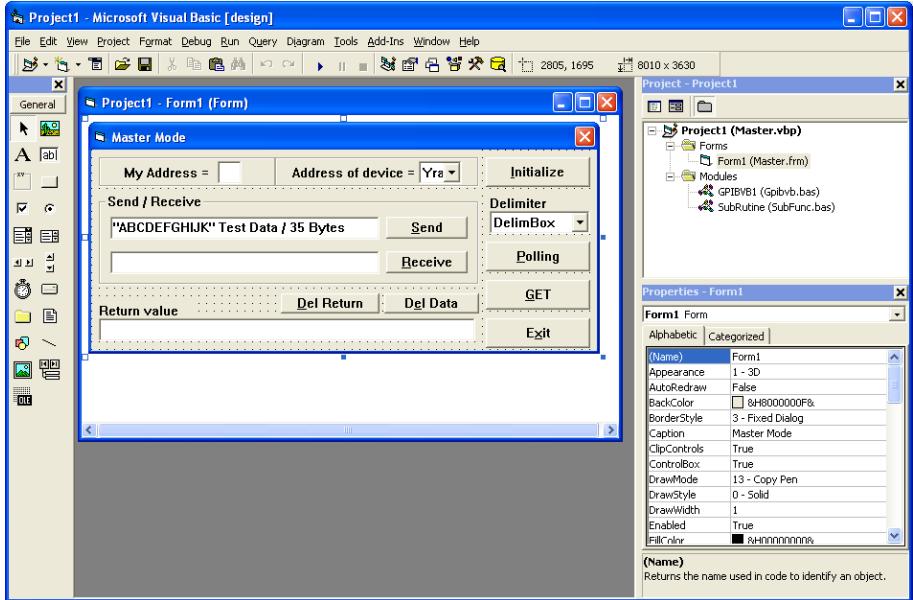 Project1 - Microsoft Visual Basic [design]
File Edit View Project Format Debug Run Query Diagram Tools Add-Ins Window Help
2805, 1695 8010 x 3630
General
A ab|
XY
OLE
Project1 - Form1 (Form)
Master Mode
My Address = Address of device = Yra Initialize
Send / Receive
Delimiter
"ABCDEFGHIJK" Test Data / 35 Bytes Send DelimBox
Receive Polling
Del Return Del Data GET
Return value
Exit
Project - Project1
Project1 (Master.vbp)
Forms
Form1 (Master.frm)
Modules
GPIBVB1 (Gpibvb.bas)
SubRutine (SubFunc.bas)
Properties - Form1
Form1 Form
Alphabetic Categorized
(Name) Form1
Appearance 1 - 3D
AutoRedraw False
BackColor &H8000000F&
BorderStyle 3 - Fixed Dialog
Caption Master Mode
ClipControls True
ControlBox True
DrawMode 13 - Copy Pen
DrawStyle 0 - Solid
DrawWidth 1
Enabled True
FillColor &H00000000&
(Name)
Returns the name used in code to identify an object.